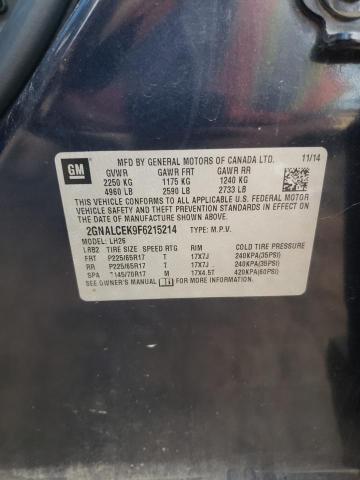 GM
MFD BY GENERAL MOTORS OF CANADA LTD. 11/14
GVWR GAWR FRT GAWR RR
2250 KG 1175 KG 1240 KG
4960 LB 2590 LB 2733 LB
THIS VEHICLE CONFORMS TO ALL APPLICABLE U.S. FEDERAL MOTOR
VEHICLE SAFETY, BUMPER, AND THEFT PREVENTION STANDARDS IN EFFECT ON
THE DATE OF MANUFACTURE SHOWN ABOVE.
2GNALCEK9F6215214 TYPE: M.P.V.
MODEL: LH26
LRB2 TIRE SIZE SPEED RTG RIM COLD TIRE PRESSURE
FRT P225/65R17 T 17X7J 240KPA(35PSI)
RR P225/65R17 T 17X7J 240KPA(35PSI)
SPA T145/70R17 M 17X4.5T 420KPA(60PSI)
SEE OWNER'S MANUAL FOR MORE INFORMATION.